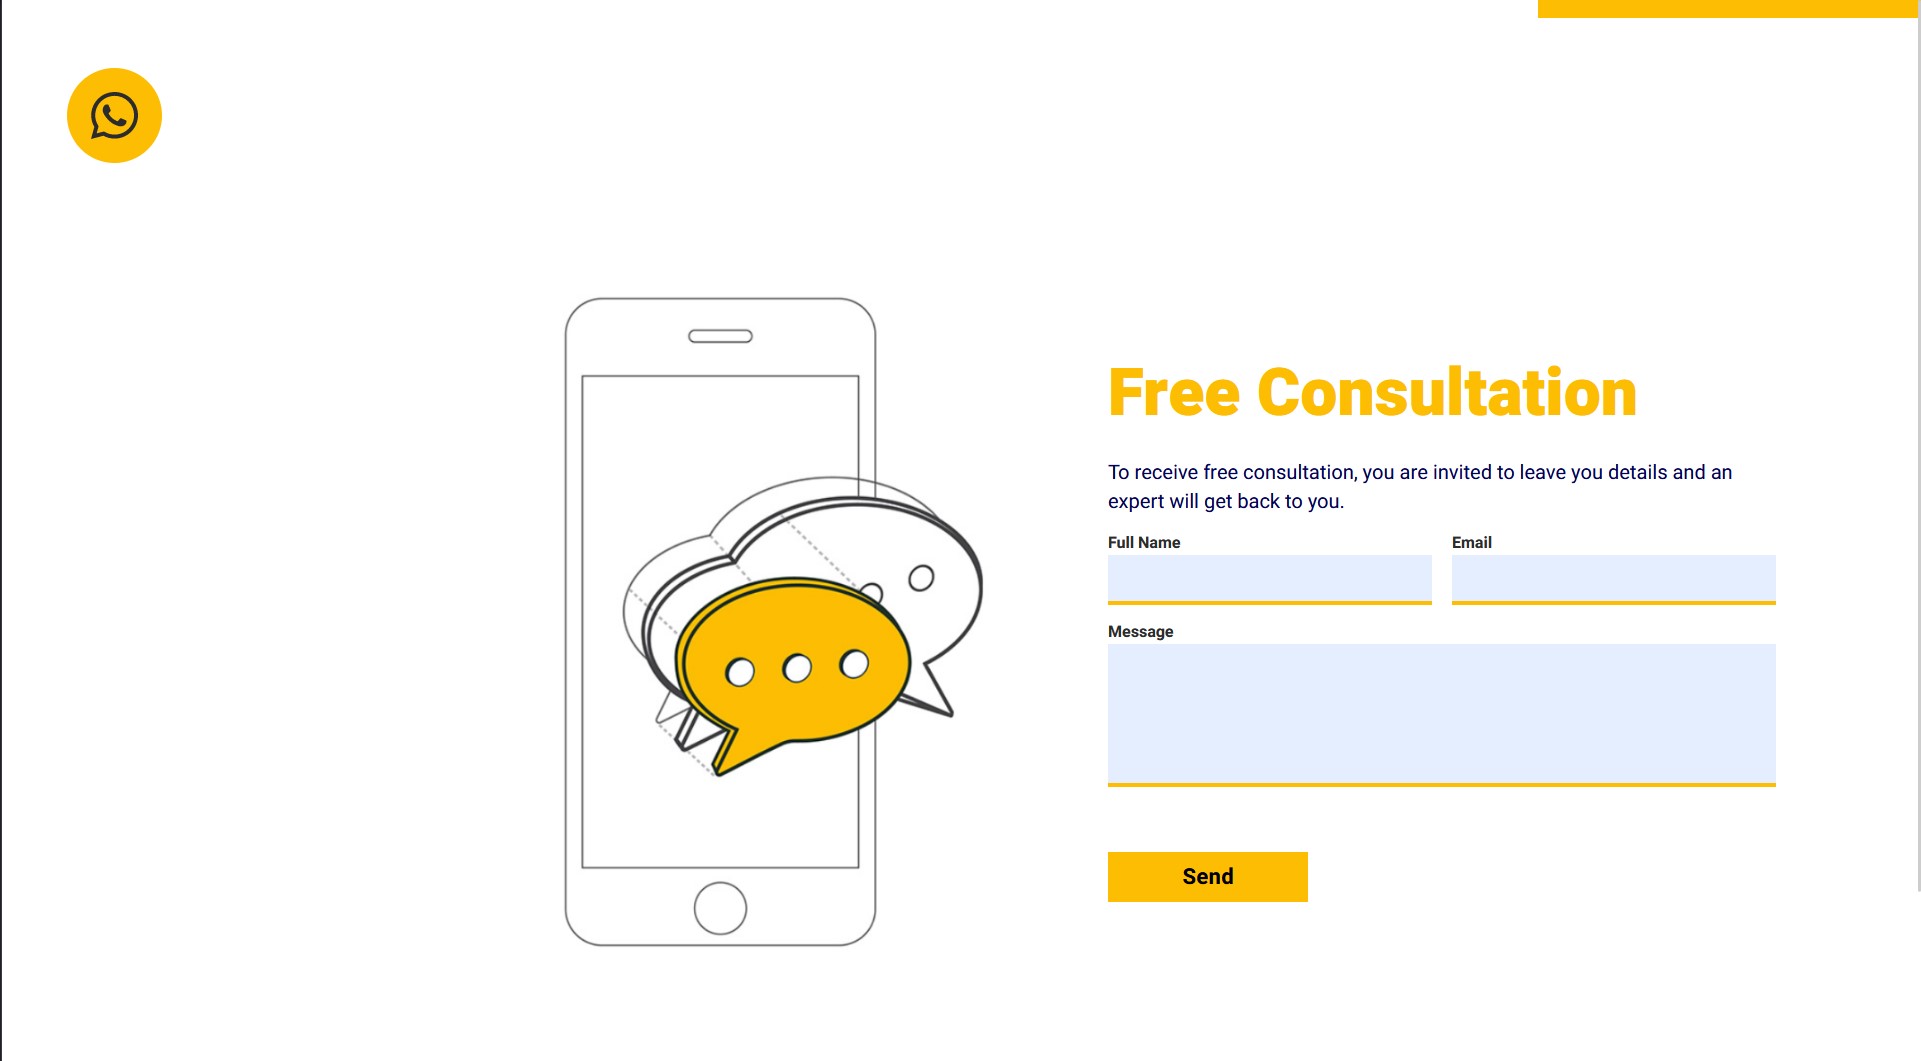 Free Consultation
To receive free consultation, you are invited to leave you details and an
expert will get back to you.
Full Name
Email
Message
Send